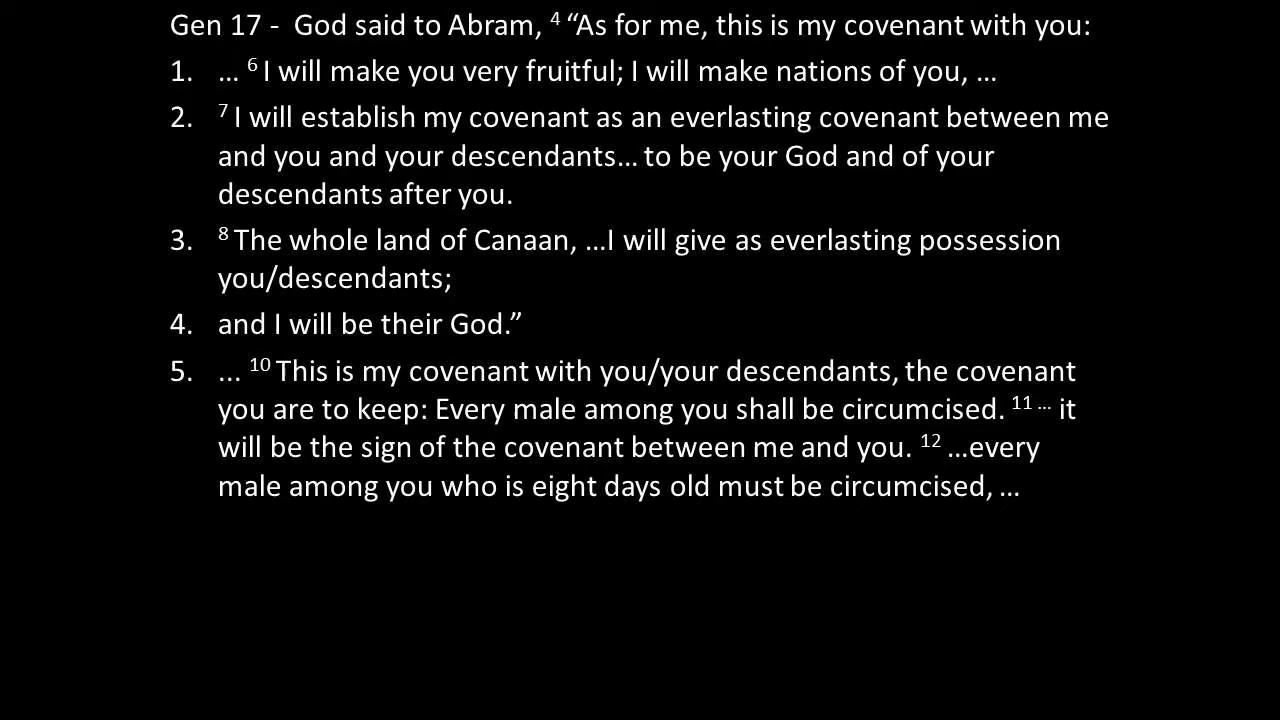 Gen 17 -  God said to Abram, ⁴ “As for me, this is my covenant with you:
1. … ⁶ I will make you very fruitful; I will make nations of you, …
2. ⁷ I will establish my covenant as an everlasting covenant between me
and you and your descendants… to be your God and of your
descendants after you.
3. ⁸ The whole land of Canaan, …I will give as everlasting possession
you/descendants;
4. and I will be their God.”
5. ... ¹⁰ This is my covenant with you/your descendants, the covenant
you are to keep: Every male among you shall be circumcised. ¹¹ … it
will be the sign of the covenant between me and you. ¹² …every
male among you who is eight days old must be circumcised, …